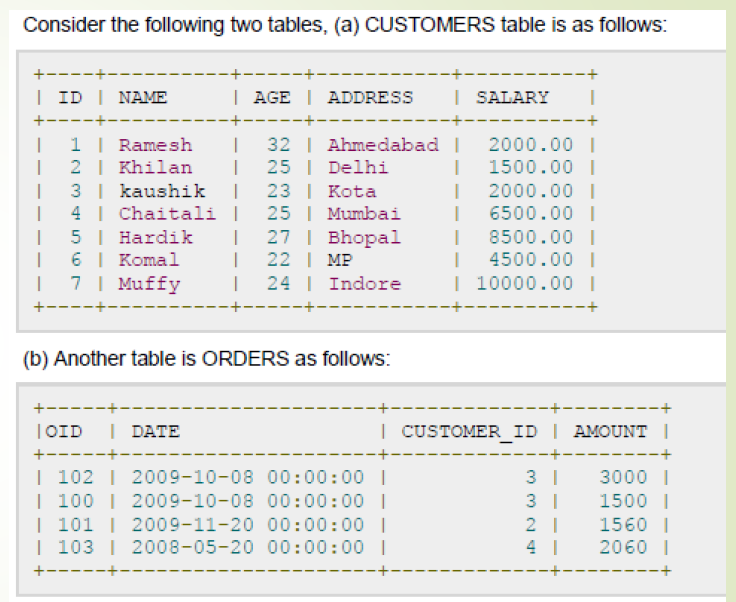 Consider the following two tables, (a) CUSTOMERS table is as follows:
+----+----------+-----+-----------+----------+
| ID | NAME     | AGE | ADDRESS   | SALARY   |
+----+----------+-----+-----------+----------+
|  1 | Ramesh   |  32 | Ahmedabad |  2000.00 |
|  2 | Khilan   |  25 | Delhi     |  1500.00 |
|  3 | kaushik  |  23 | Kota      |  2000.00 |
|  4 | Chaitali |  25 | Mumbai    |  6500.00 |
|  5 | Hardik   |  27 | Bhopal    |  8500.00 |
|  6 | Komal    |  22 | MP        |  4500.00 |
|  7 | Muffy    |  24 | Indore    | 10000.00 |
+----+----------+-----+-----------+----------+
(b) Another table is ORDERS as follows:
+-----+---------------------+-------------+--------+
|OID  | DATE                | CUSTOMER_ID | AMOUNT |
+-----+---------------------+-------------+--------+
| 102 | 2009-10-08 00:00:00 |           3 |   3000 |
| 100 | 2009-10-08 00:00:00 |           3 |   1500 |
| 101 | 2009-11-20 00:00:00 |           2 |   1560 |
| 103 | 2008-05-20 00:00:00 |           4 |   2060 |
+-----+---------------------+-------------+--------+